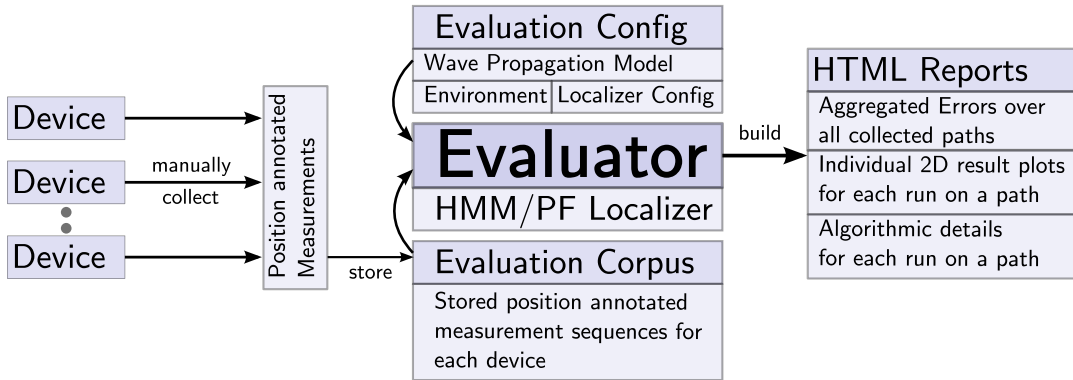 Device
Device
Device
manually
collect
Position annotated
Measurements
store
Evaluation Config
Wave Propagation Model
Environment
Localizer Config
Evaluator
HMM/PF Localizer
Evaluation Corpus
Stored position annotated
measurement sequences for
each device
build
HTML Reports
Aggregated Errors over
all collected paths
Individual 2D result plots
for each run on a path
Algorithmic details
for each run on a path